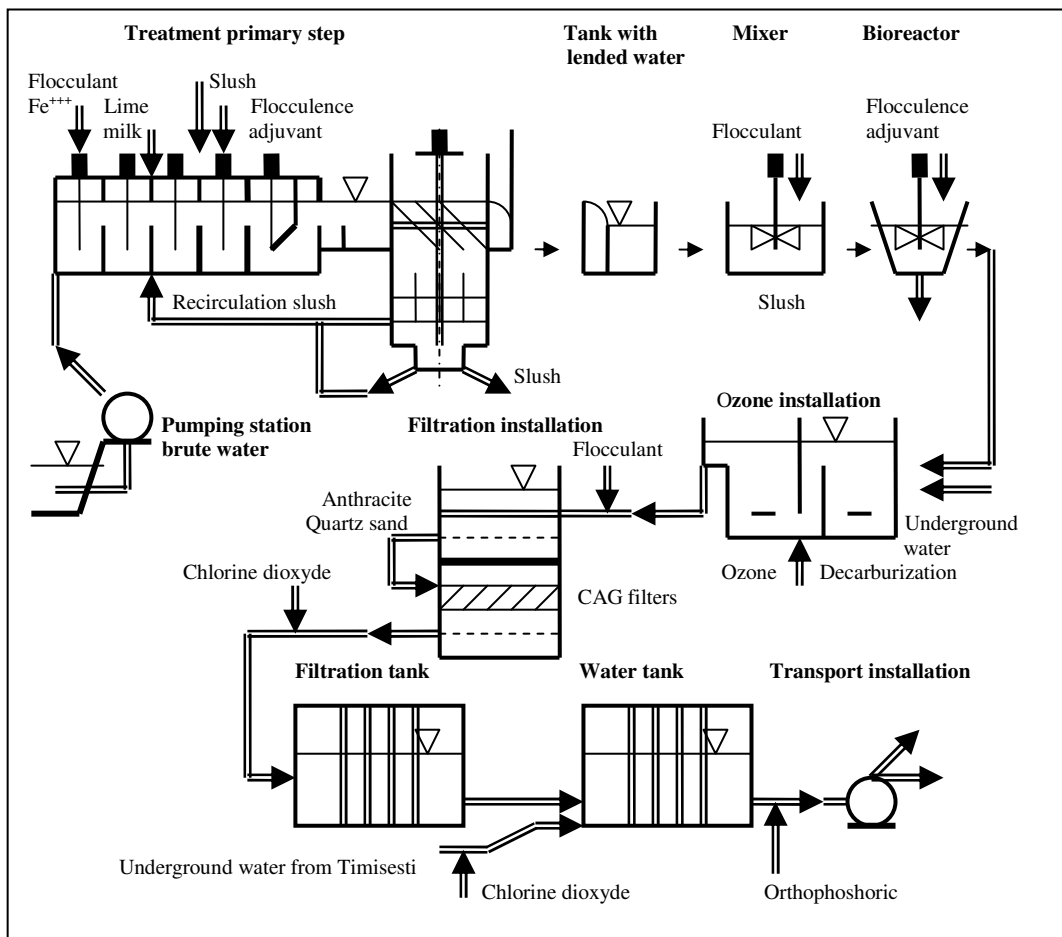 Treatment primary step
Tank with
lended water
Mixer
Bioreactor
Flocculant
Fe+++
Lime
milk
Slush
Flocculence
adjuvant
Flocculant
Flocculence
adjuvant
Recirculation slush
Slush
Slush
Pumping station
brute water
Filtration installation
Flocculant
Ozone installation
Anthracite
Quartz sand
Underground
water
Chlorine dioxyde
CAG filters
Ozone
Decarburization
Filtration tank
Water tank
Transport installation
Underground water from Timisesti
Chlorine dioxyde
Orthophoshoric